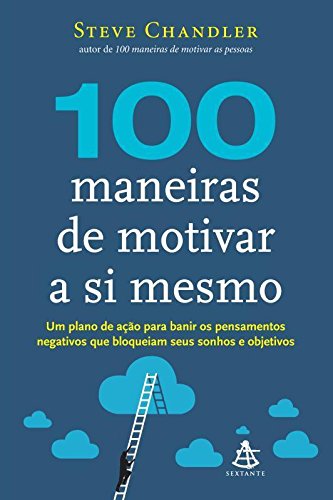 STEVE CHANDLER
autor de 100 maneiras de motivar as pessoas
100
maneiras
de motivar
a si mesmo
Um plano de ação para banir os pensamentos
negativos que bloqueiam seus sonhos e objetivos
SEXTANTE